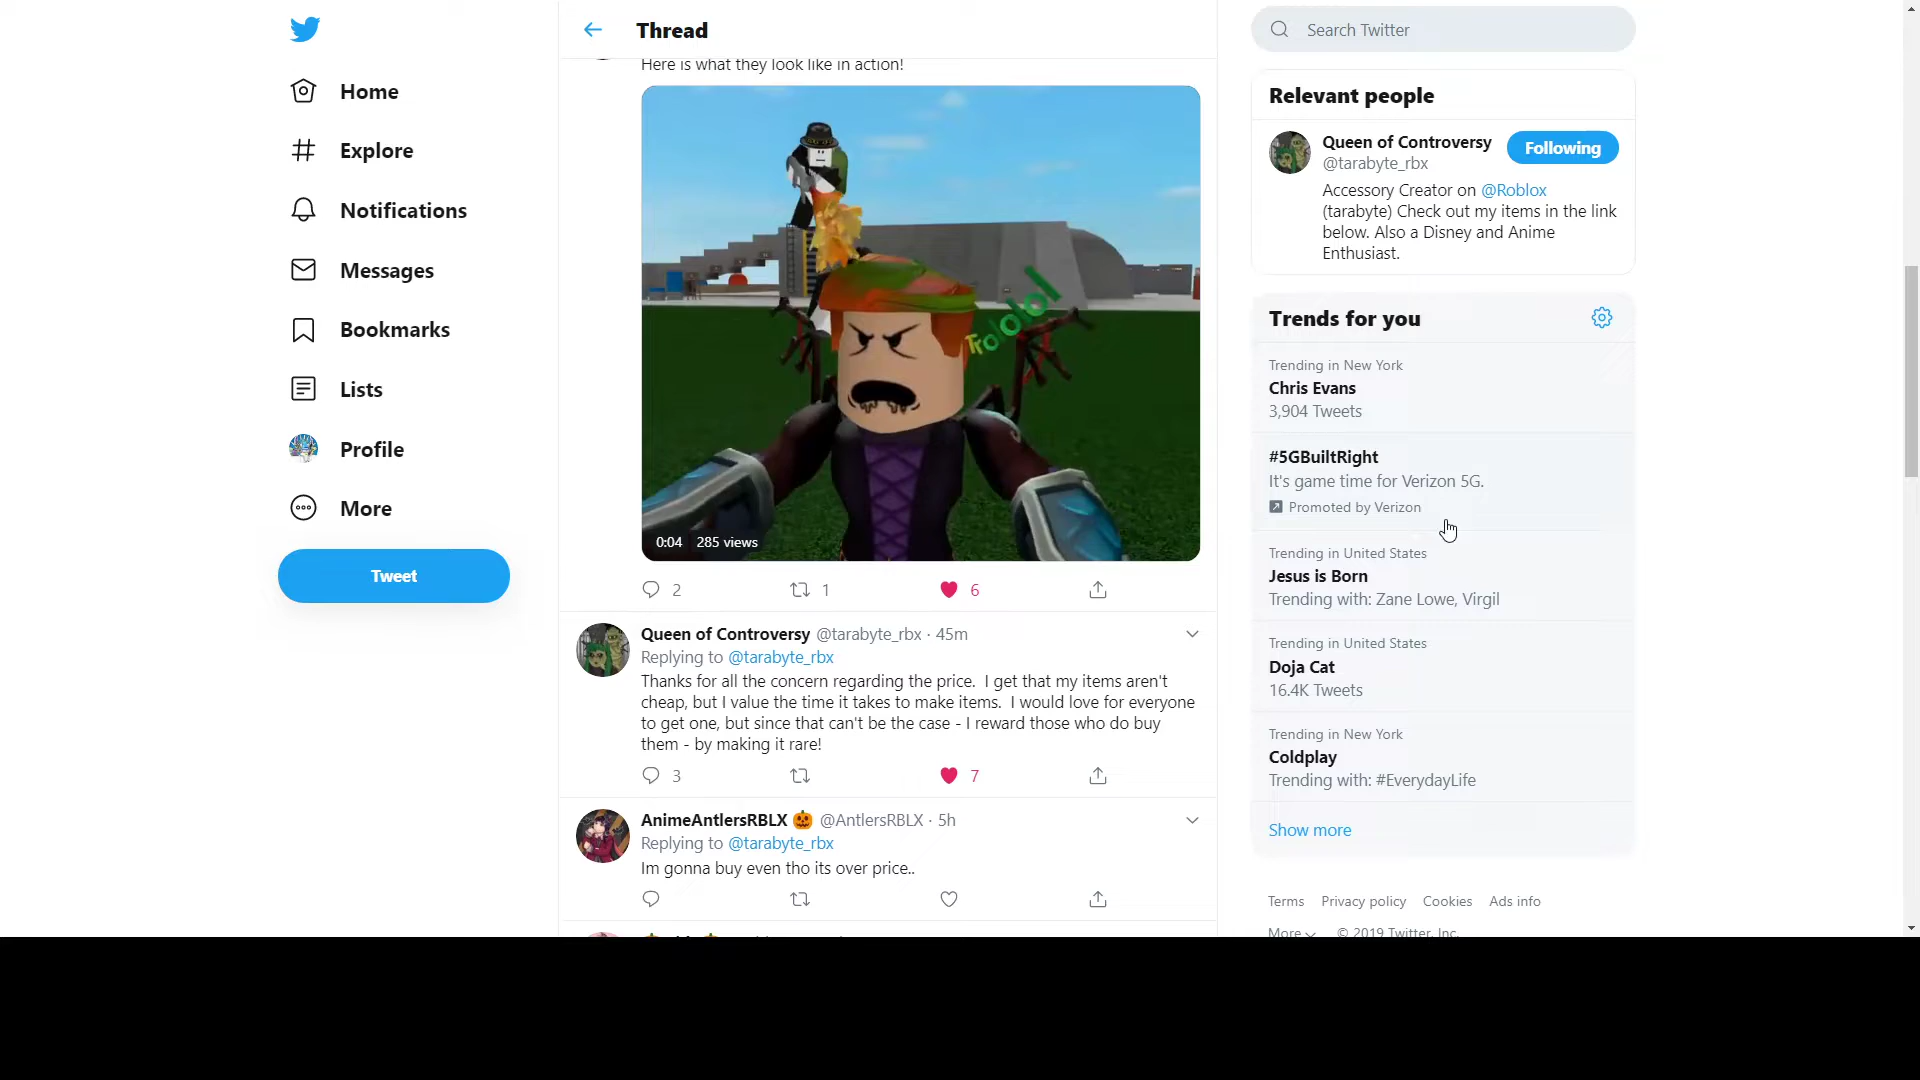 Home
Explore
Notifications
Messages
Bookmarks
Lists
Profile
More
Tweet
Thread
Here is what they look like in action!
Trololol
0:04 285 views
2 1 6
Queen of Controversy @tarabyte_rbx · 45m
Replying to @tarabyte_rbx
Thanks for all the concern regarding the price. I get that my items aren't
cheap, but I value the time it takes to make items. I would love for everyone
to get one, but since that can't be the case - I reward those who do buy
them - by making it rare!
3 7
AnimeAntlersRBLX 🎃 @AntlersRBLX · 5h
Replying to @tarabyte_rbx
Im gonna buy even tho its over price..
Search Twitter
Relevant people
Queen of Controversy
Following
@tarabyte_rbx
Accessory Creator on @Roblox
(tarabyte) Check out my items in the link
below. Also a Disney and Anime
Enthusiast.
Trends for you
Trending in New York
Chris Evans
3,904 Tweets
#5GBuiltRight
It's game time for Verizon 5G.
Promoted by Verizon
Trending in United States
Jesus is Born
Trending with: Zane Lowe, Virgil
Trending in United States
Doja Cat
16.4K Tweets
Trending in New York
Coldplay
Trending with: #EverydayLife
Show more
Terms Privacy policy Cookies Ads info
More © 2019 Twitter, Inc.